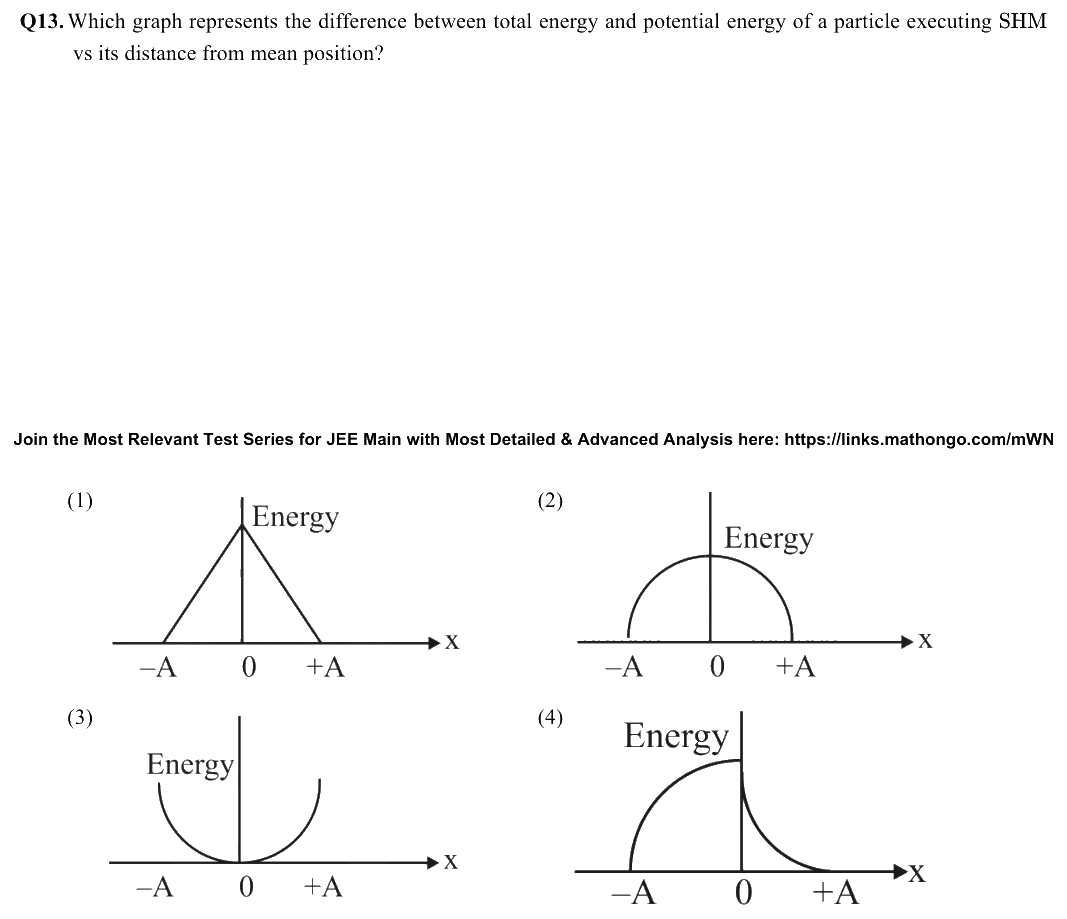 Q13. Which graph represents the difference between total energy and potential energy of a particle executing SHM
vs its distance from mean position?
Join the Most Relevant Test Series for JEE Main with Most Detailed & Advanced Analysis here: https://links.mathongo.com/mWN
(1)
Energy
X
–A 0 +A
(2)
Energy
X
–A 0 +A
(3)
Energy
X
–A 0 +A
(4)
Energy
X
–A 0 +A